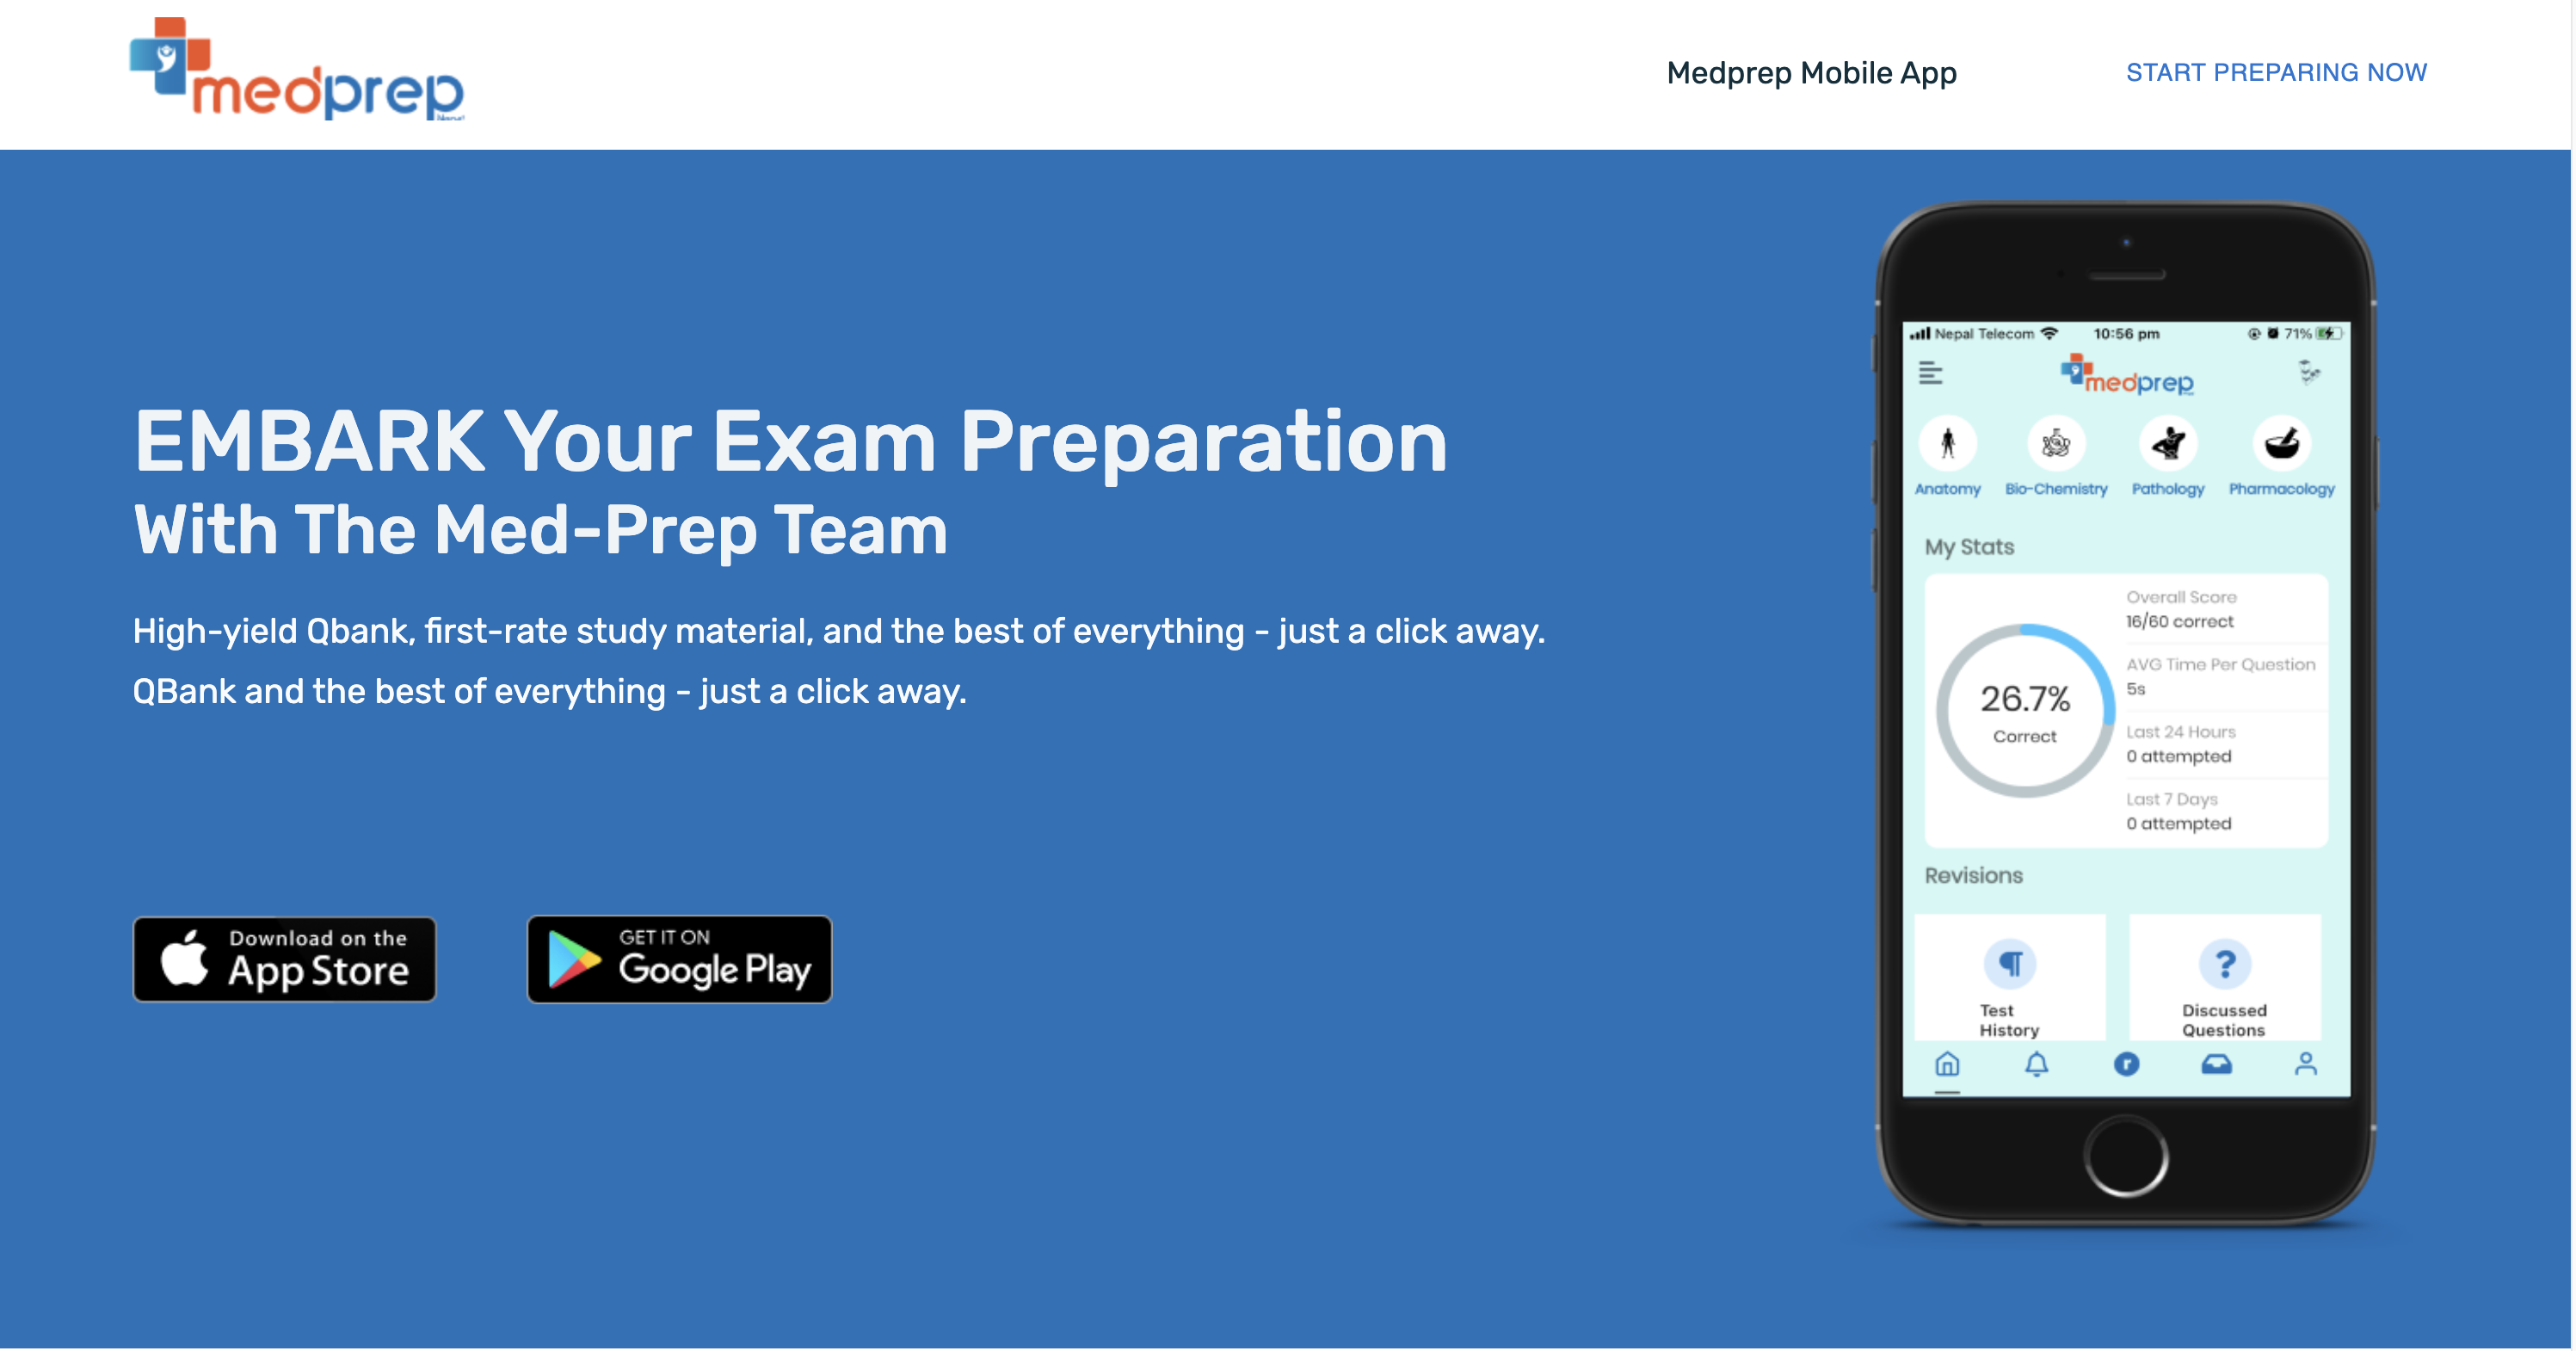 medprep
Medprep Mobile App
START PREPARING NOW
EMBARK Your Exam Preparation
With The Med-Prep Team
High-yield Qbank, first-rate study material, and the best of everything - just a click away.
QBank and the best of everything - just a click away.
Download on the
App Store
GET IT ON
Google Play
Nepal Telecom 10:56 pm 71%
medprep
Anatomy Bio-Chemistry Pathology Pharmacology
My Stats
26.7%
Correct
Overall Score
16/60 correct
AVG Time Per Question
5s
Last 24 Hours
0 attempted
Last 7 Days
0 attempted
Revisions
Test
History
Discussed
Questions
r